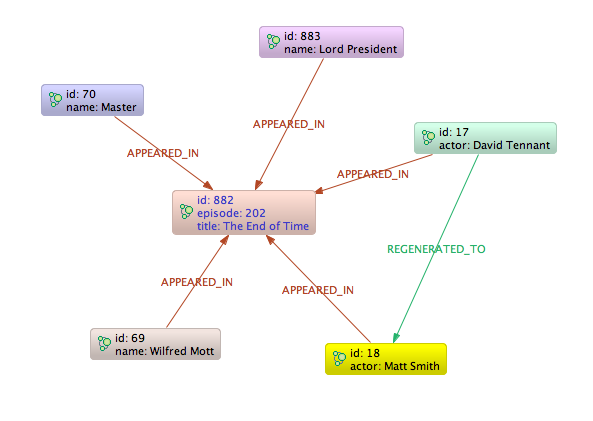 id: 883
name: Lord President
id: 70
name: Master
APPEARED_IN
id: 17
actor: David Tennant
APPEARED_IN
APPEARED_IN
id: 882
episode: 202
title: The End of Time
REGENERATED_TO
APPEARED_IN
APPEARED_IN
id: 69
name: Wilfred Mott
id: 18
actor: Matt Smith